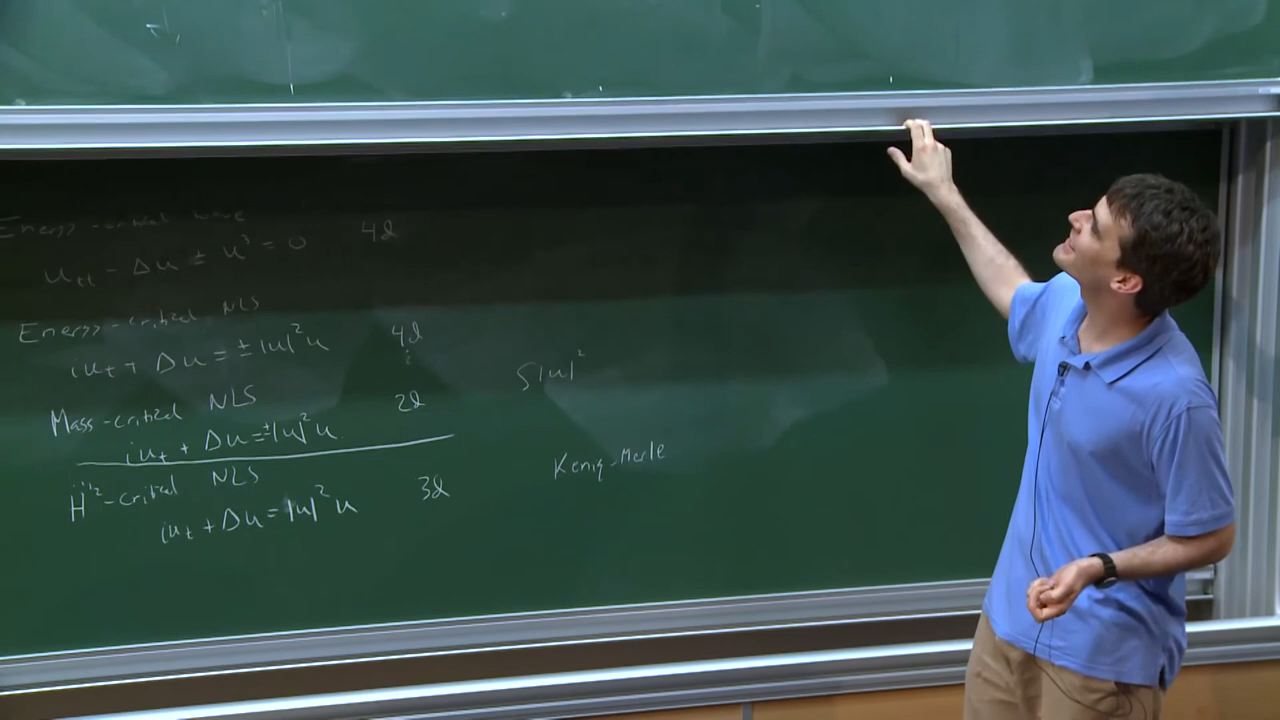 Energy-critical wave
u_tt - Δu ± u³ = 0 4d
Energy-critical NLS
iu_t + Δu = ±|u|²u 4d
Mass-critical NLS
iu_t + Δu = ±|u|²u 2d
∫|u|²
Ḣ^{1/2}-critical NLS
iu_t + Δu = |u|²u 3d
Kenig-Merle